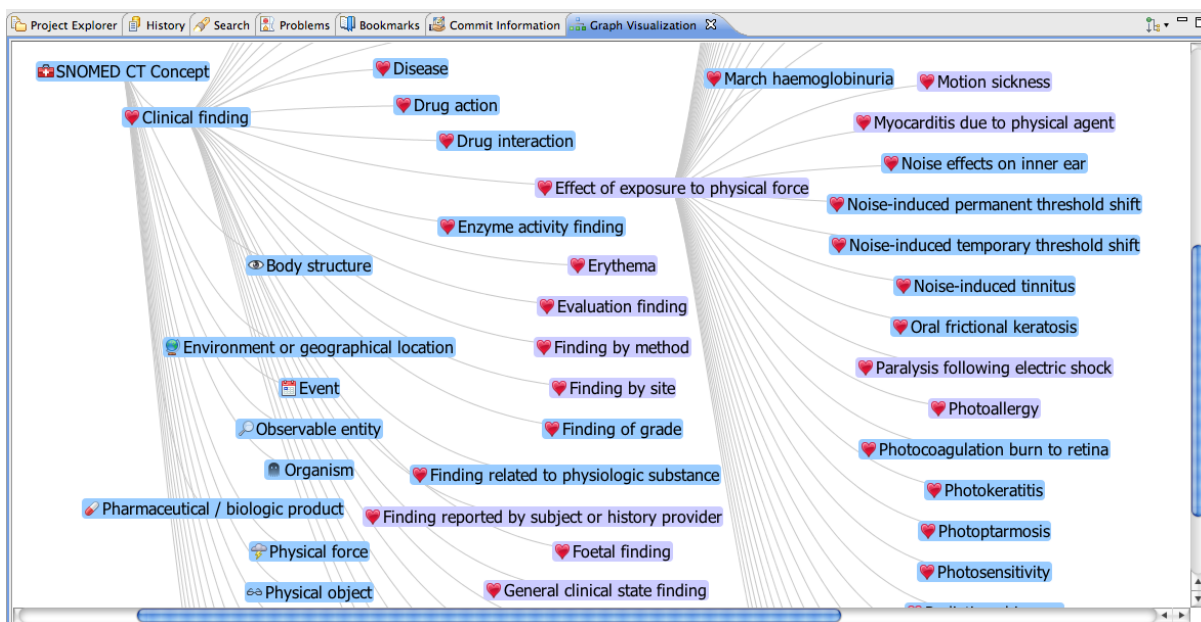 Project Explorer
History
Search
Problems
Bookmarks
Commit Information
Graph Visualization
SNOMED CT Concept
Clinical finding
Body structure
Environment or geographical location
Event
Observable entity
Organism
Pharmaceutical / biologic product
Physical force
Physical object
Disease
Drug action
Drug interaction
Effect of exposure to physical force
Enzyme activity finding
Erythema
Evaluation finding
Finding by method
Finding by site
Finding of grade
Finding related to physiologic substance
Finding reported by subject or history provider
Foetal finding
General clinical state finding
March haemoglobinuria
Motion sickness
Myocarditis due to physical agent
Noise effects on inner ear
Noise-induced permanent threshold shift
Noise-induced temporary threshold shift
Noise-induced tinnitus
Oral frictional keratosis
Paralysis following electric shock
Photoallergy
Photocoagulation burn to retina
Photokeratitis
Photoptarmosis
Photosensitivity